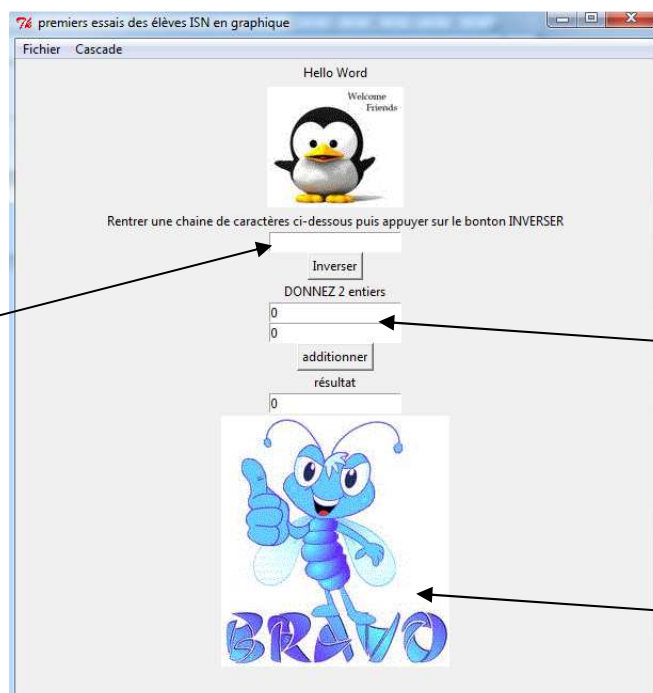 premiers essais des élèves ISN en graphique
Fichier Cascade
Hello Word
Welcome
Friends
Rentrer une chaine de caractères ci-dessous puis appuyer sur le bonton INVERSER
Inverser
DONNEZ 2 entiers
0
0
additionner
résultat
0
BRAVO